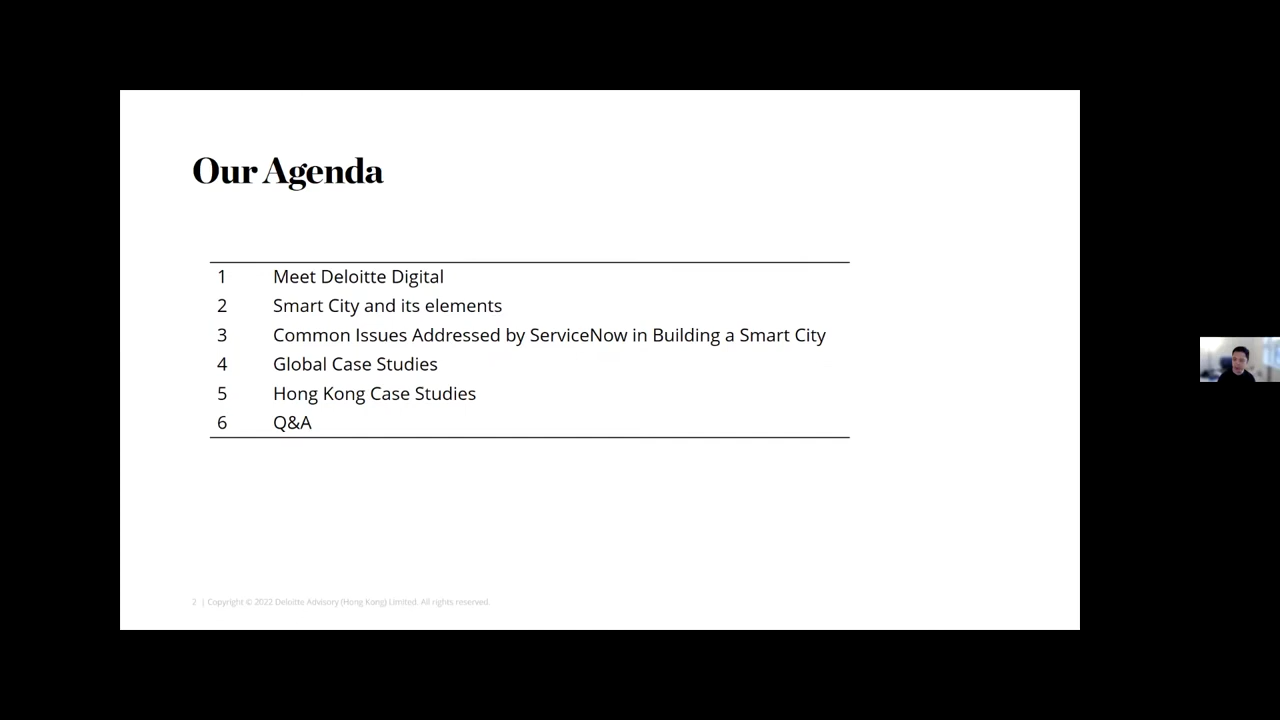 Our Agenda
1 Meet Deloitte Digital
2 Smart City and its elements
3 Common Issues Addressed by ServiceNow in Building a Smart City
4 Global Case Studies
5 Hong Kong Case Studies
6 Q&A
2 | Copyright © 2022 Deloitte Advisory (Hong Kong) Limited. All rights reserved.